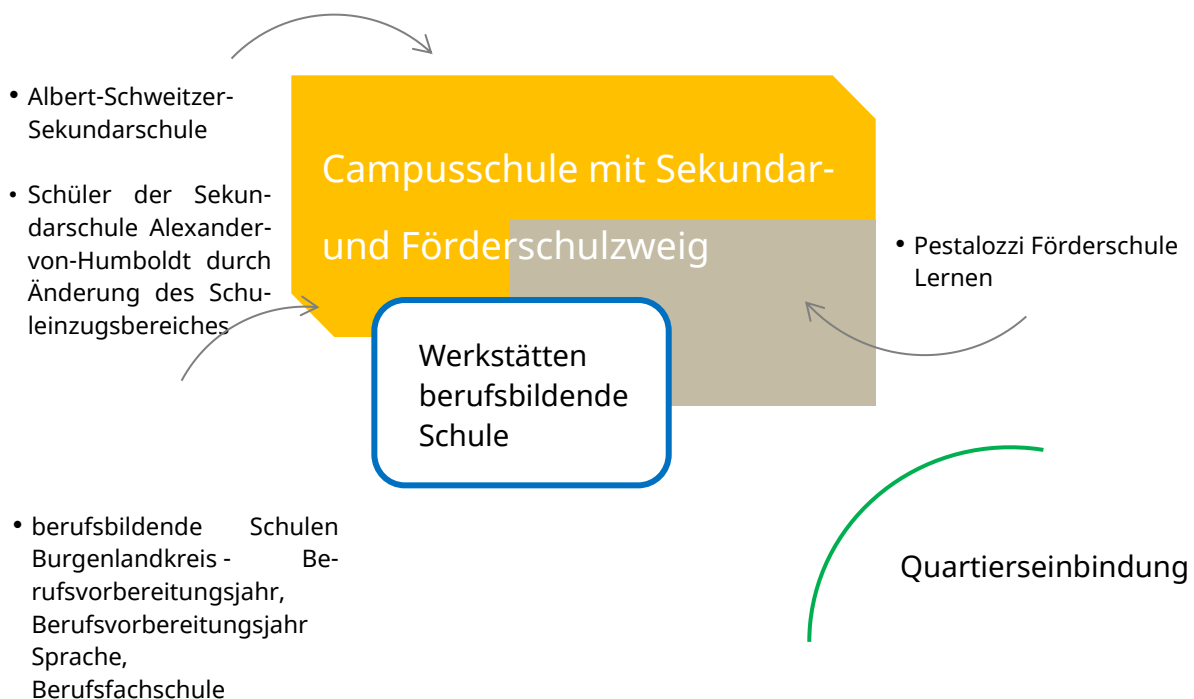 • Albert-Schweitzer-
Sekundarschule
• Schüler der Sekun-
darschule Alexander-
von-Humboldt durch
Änderung des Schu-
leinzugsbereiches
Campusschule mit Sekundar-
und Förderschulzweig
• Pestalozzi Förderschule
Lernen
Werkstätten
berufsbildende
Schule
• berufsbildende Schulen
Burgenlandkreis - Be-
rufsvorbereitungsjahr,
Berufsvorbereitungsjahr
Sprache,
Berufsfachschule
Quartierseinbindung